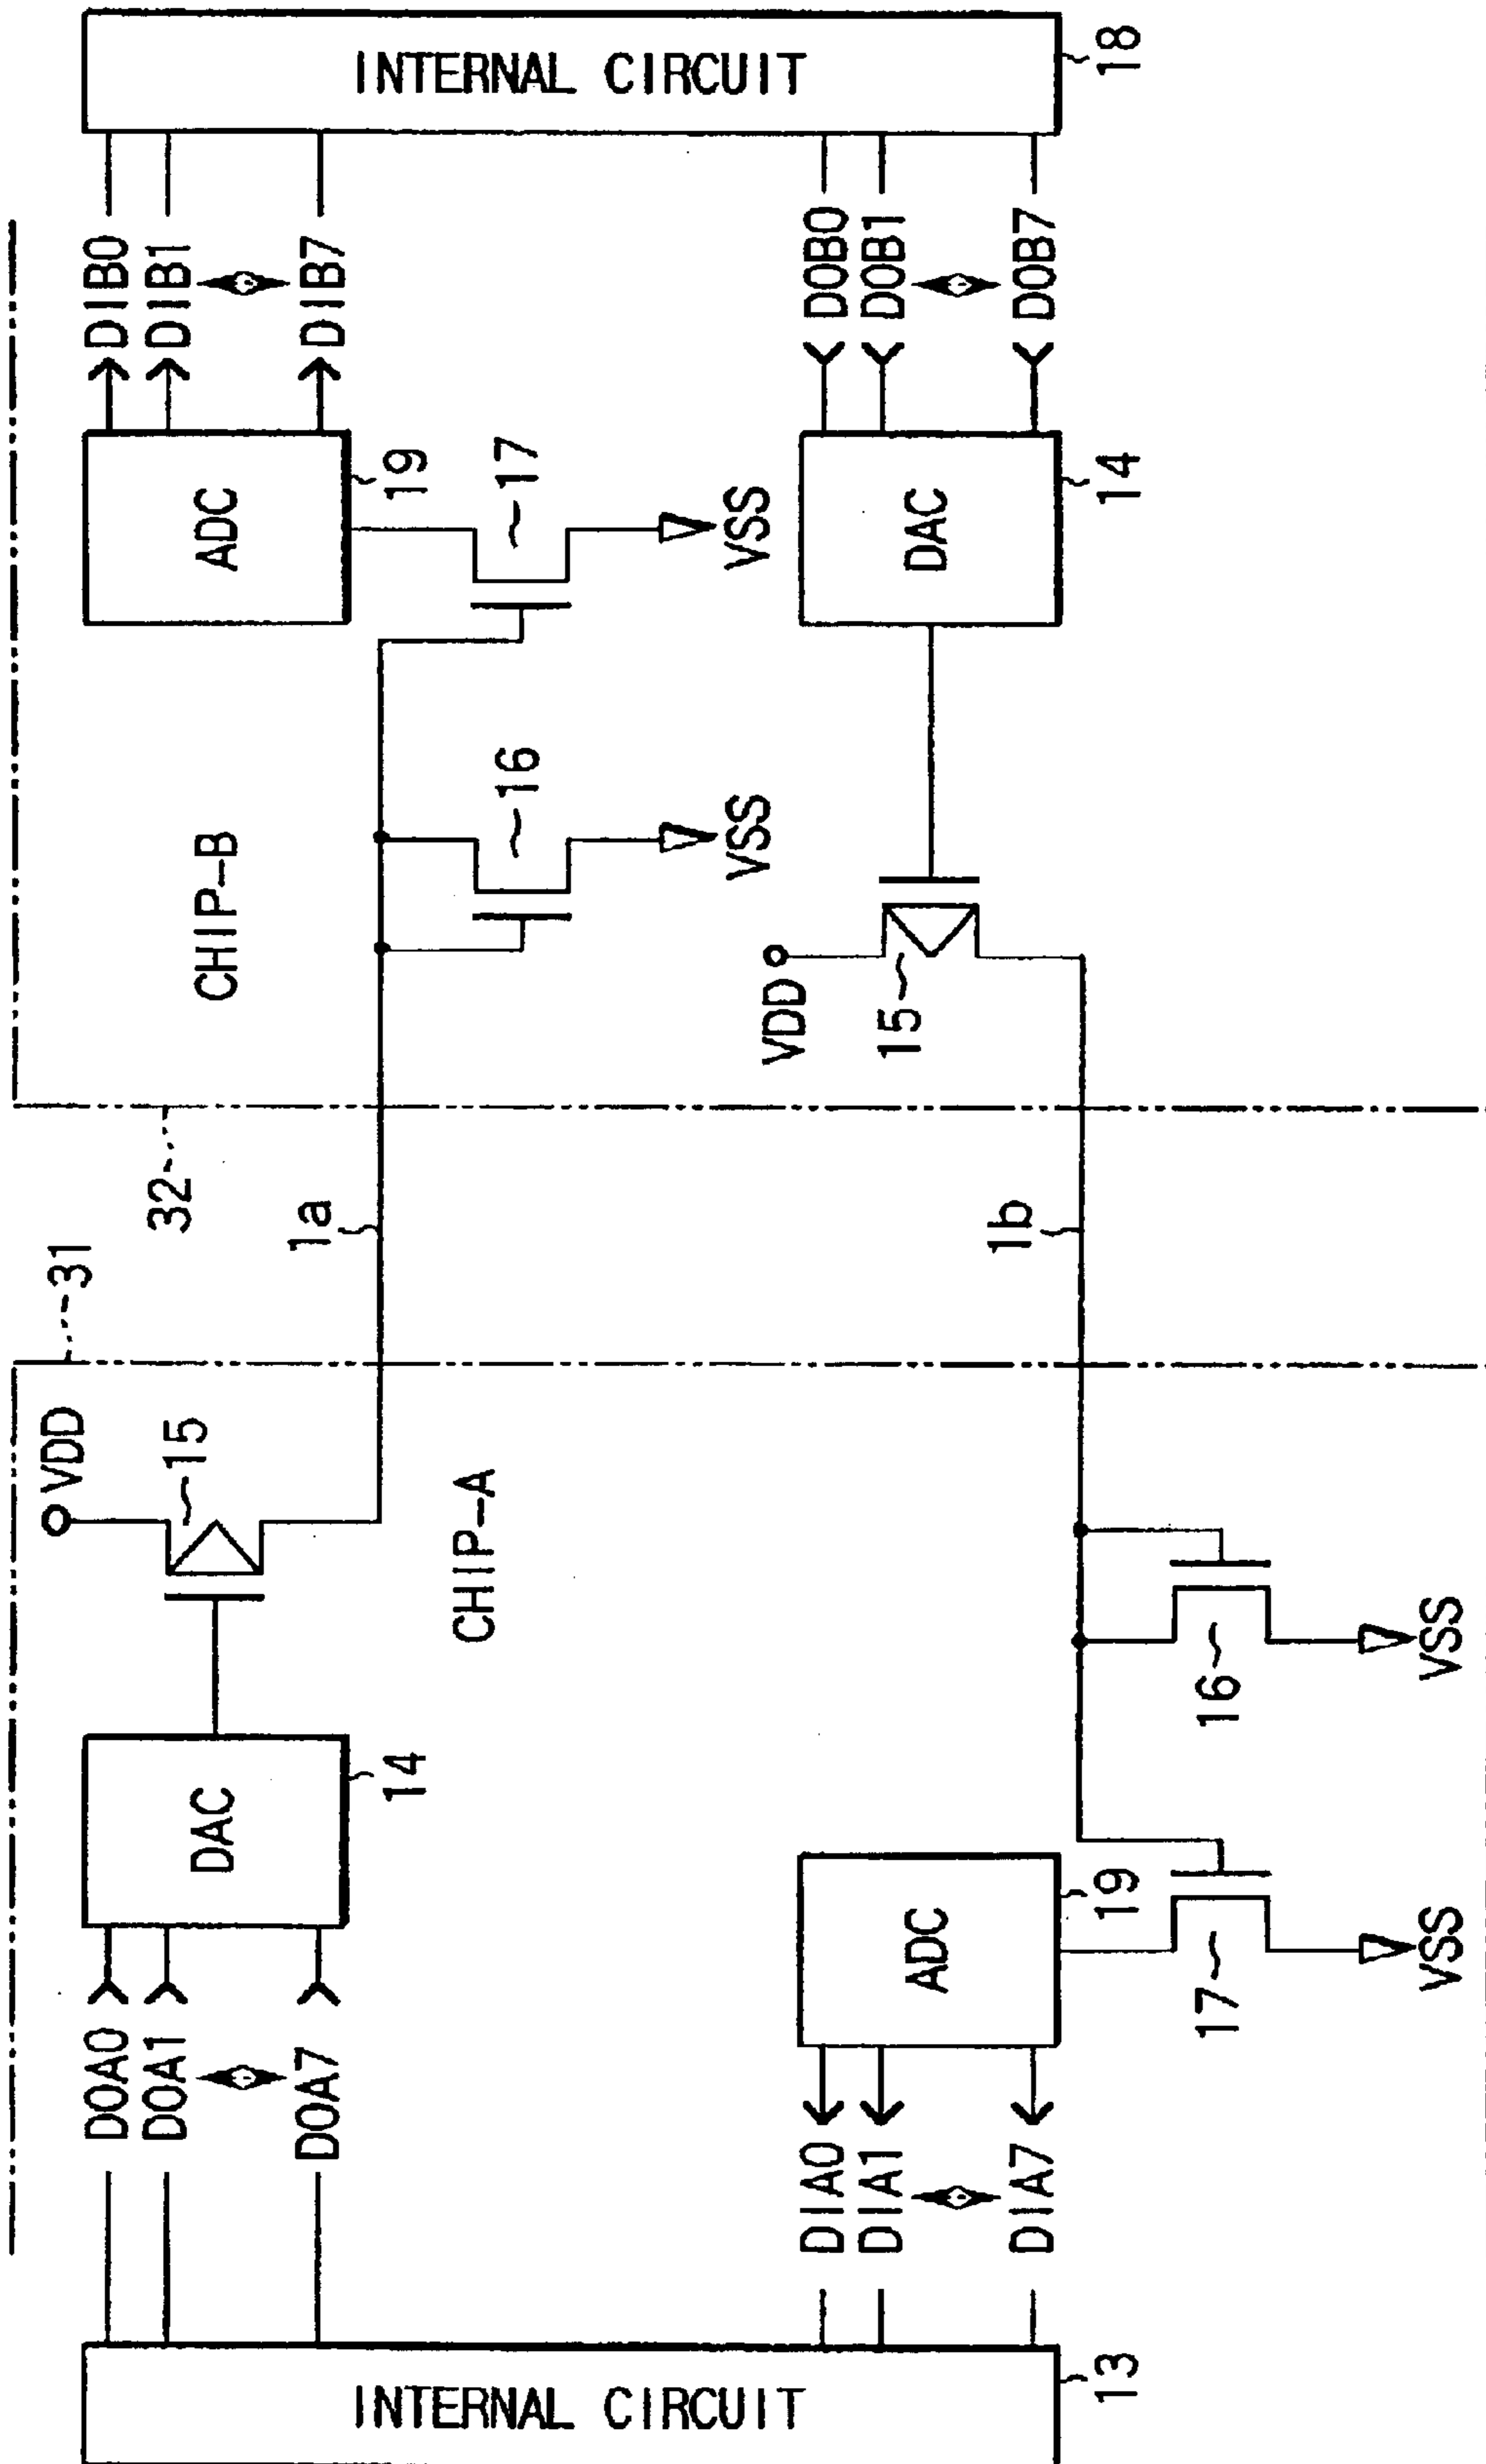 31
32
VDD
DOA0
DOA1
DOA7
DAC
14
15
CHIP-A
1a
CHIP-B
16
VSS
17
VSS
ADC
19
DIB0
DIB1
DIB7
INTERNAL CIRCUIT
18
INTERNAL CIRCUIT
13
DIA0
DIA1
DIA7
ADC
19
17
VSS
16
VSS
1b
VDD
15
DAC
14
DOB0
DOB1
DOB7